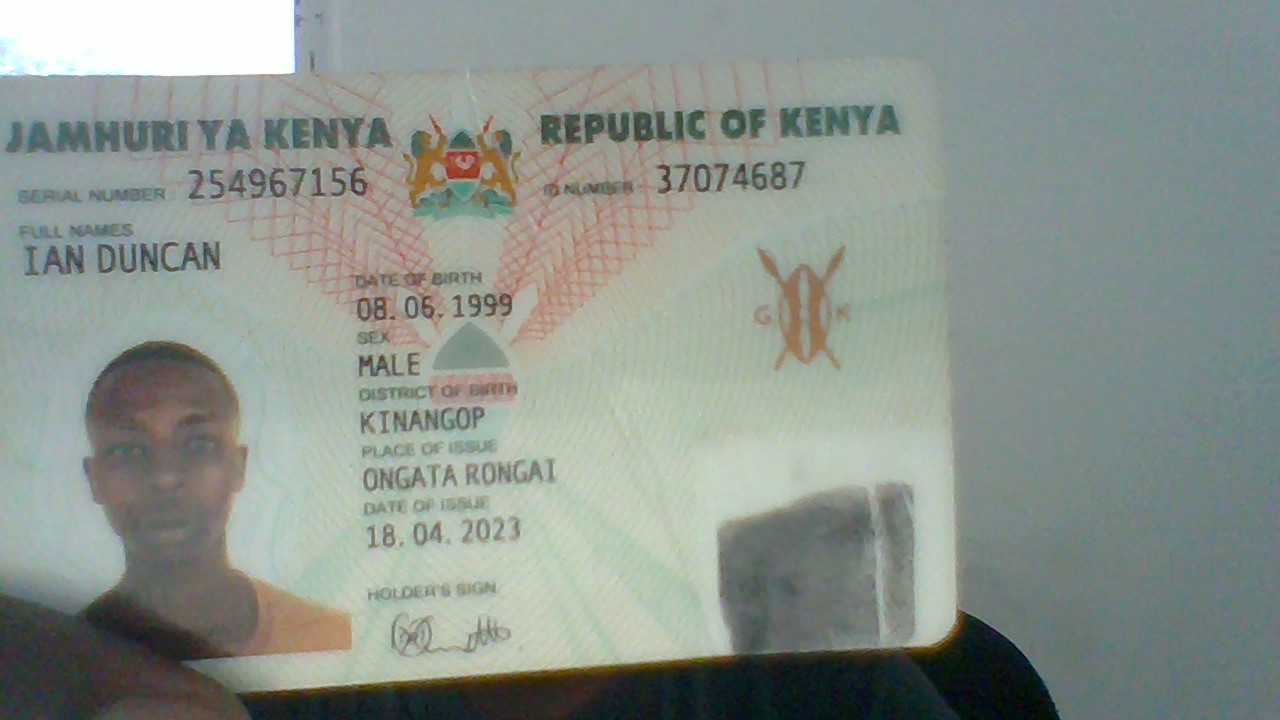 JAMHURI YA KENYA REPUBLIC OF KENYA
SERIAL NUMBER : 254967156 ID NUMBER : 37074687
FULL NAMES
IAN DUNCAN
DATE OF BIRTH
08. 06. 1999
SEX
MALE
DISTRICT OF BIRTH
KINANGOP
PLACE OF ISSUE
ONGATA RONGAI
DATE OF ISSUE
18. 04. 2023
HOLDER'S SIGN.
G K